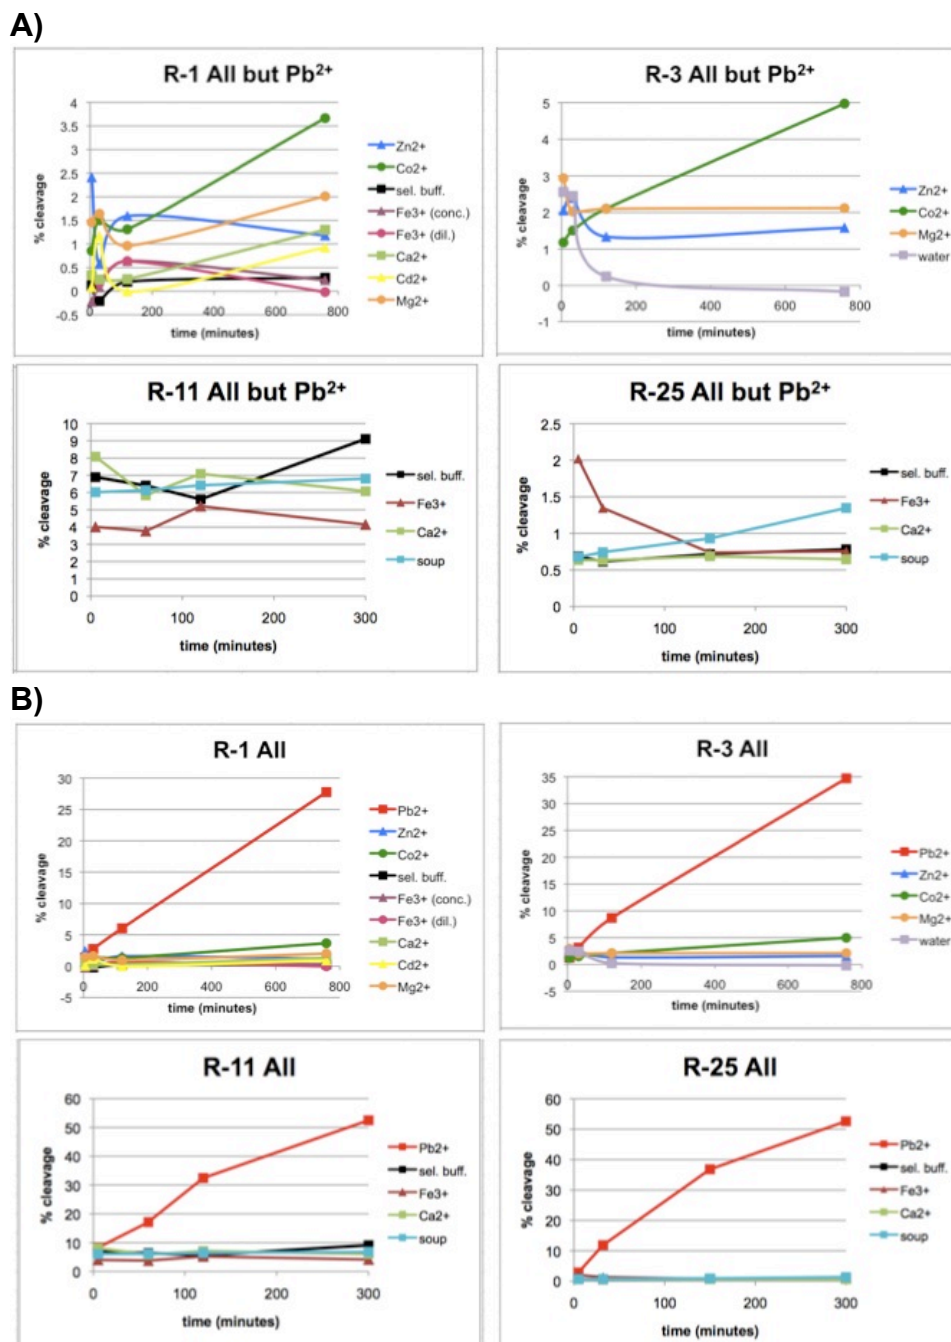 A)
R-1 All but Pb²⁺
4
3.5
3
2.5
2
1.5
1
0.5
0
-0.5
% cleavage
0 200 400 600 800
time (minutes)
Zn2+
Co2+
sel. buff.
Fe3+ (conc.)
Fe3+ (dil.)
Ca2+
Cd2+
Mg2+
R-3 All but Pb²⁺
5
4
3
2
1
0
-1
% cleavage
0 200 400 600 800
time (minutes)
Zn2+
Co2+
Mg2+
water
R-11 All but Pb²⁺
10
9
8
7
6
5
4
3
2
1
0
% cleavage
0 100 200 300
time (minutes)
sel. buff.
Fe3+
Ca2+
soup
R-25 All but Pb²⁺
2.5
2
1.5
1
0.5
0
% cleavage
0 100 200 300
time (minutes)
sel. buff.
Fe3+
Ca2+
soup
B)
R-1 All
30
25
20
15
10
5
0
-5
% cleavage
0 200 400 600 800
time (minutes)
Pb2+
Zn2+
Co2+
sel. buff.
Fe3+ (conc.)
Fe3+ (dil.)
Ca2+
Cd2+
Mg2+
R-3 All
35
30
25
20
15
10
5
0
-5
% cleavage
0 200 400 600 800
time (minutes)
Pb2+
Zn2+
Co2+
Mg2+
water
R-11 All
60
50
40
30
20
10
0
% cleavage
0 100 200 300
time (minutes)
Pb2+
sel. buff.
Fe3+
Ca2+
soup
R-25 All
60
50
40
30
20
10
0
% cleavage
0 100 200 300
time (minutes)
Pb2+
sel. buff.
Fe3+
Ca2+
soup